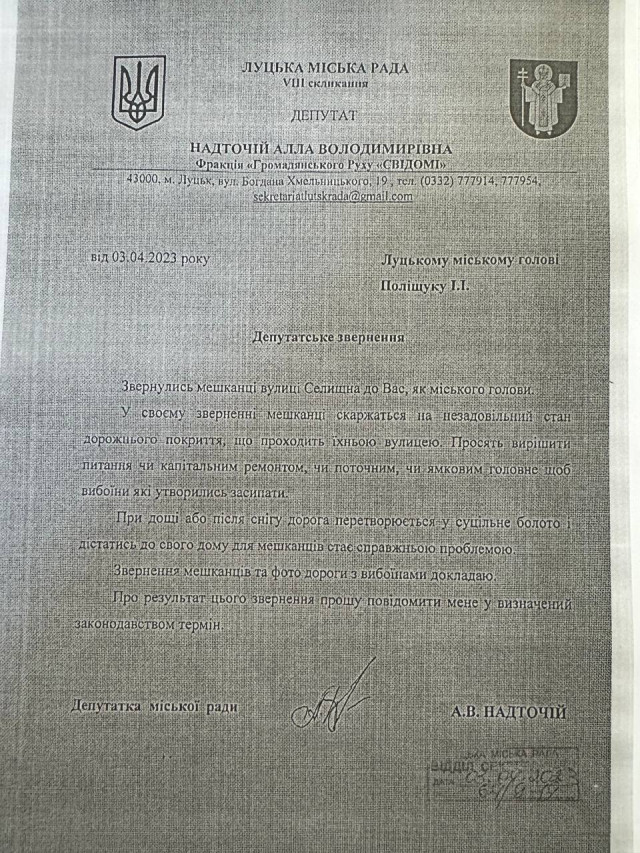 ЛУЦЬКА МІСЬКА РАДА
VІІІ скликання
ДЕПУТАТ
НАДТОЧІЙ АЛЛА ВОЛОДИМИРІВНА
Фракція «Громадянського Руху «СВІДОМІ»
43000, м. Луцьк, вул. Богдана Хмельницького, 19 , тел. (0332) 777914, 777954,
sekretariatlutskrada@gmail.com
від 03.04.2023 року
Луцькому міському голові
Поліщуку І.І.
Депутатське звернення
Звернулись мешканці вулиці Селищна до Вас, як міського голови.
У своєму зверненні мешканці скаржаться на незадовільний стан
дорожнього покриття, що проходить їхньою вулицею. Просять вирішити
питання чи капітальним ремонтом, чи поточним, чи ямковим головне щоб
вибоїни які утворились засипати.
При дощі або після снігу дорога перетворюється у суцільне болото і
дістатись до свого дому для мешканців стає справжньою проблемою.
Звернення мешканців та фото дороги з вибоїнами докладаю.
Про результат цього звернення прошу повідомити мене у визначений
законодавством термін.
Депутатка міської ради
А.В. НАДТОЧІЙ
МІСЬКА РАДА
ВІДДІЛ
ДАТА